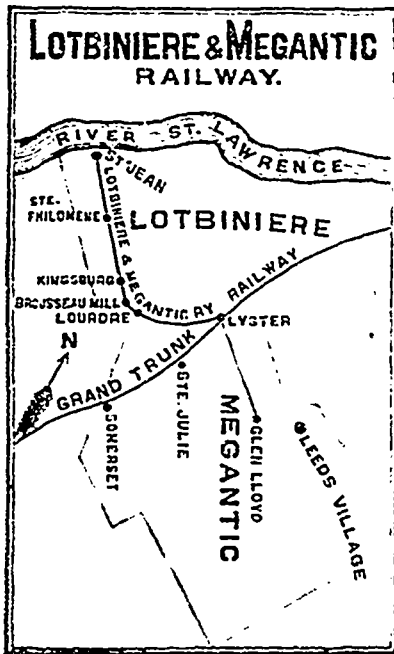 LOTBINIERE & MEGANTIC
RAILWAY.
RIVER ST. LAWRENCE
ST JEAN
STE.
PHILOMENE
LOTBINIERE
LOTBINIERE & MEGANTIC RY
KINGSBURG
BROUSSEAU MILL
LOURDRE
LYSTER
GRAND TRUNK RAILWAY
N
SOMERSET
STE. JULIE
MEGANTIC
GLEN LLOYD
LEEDS VILLAGE